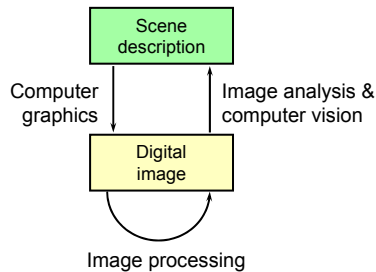 Scene
description
Computer
graphics
Image analysis &
computer vision
Digital
image
Image processing